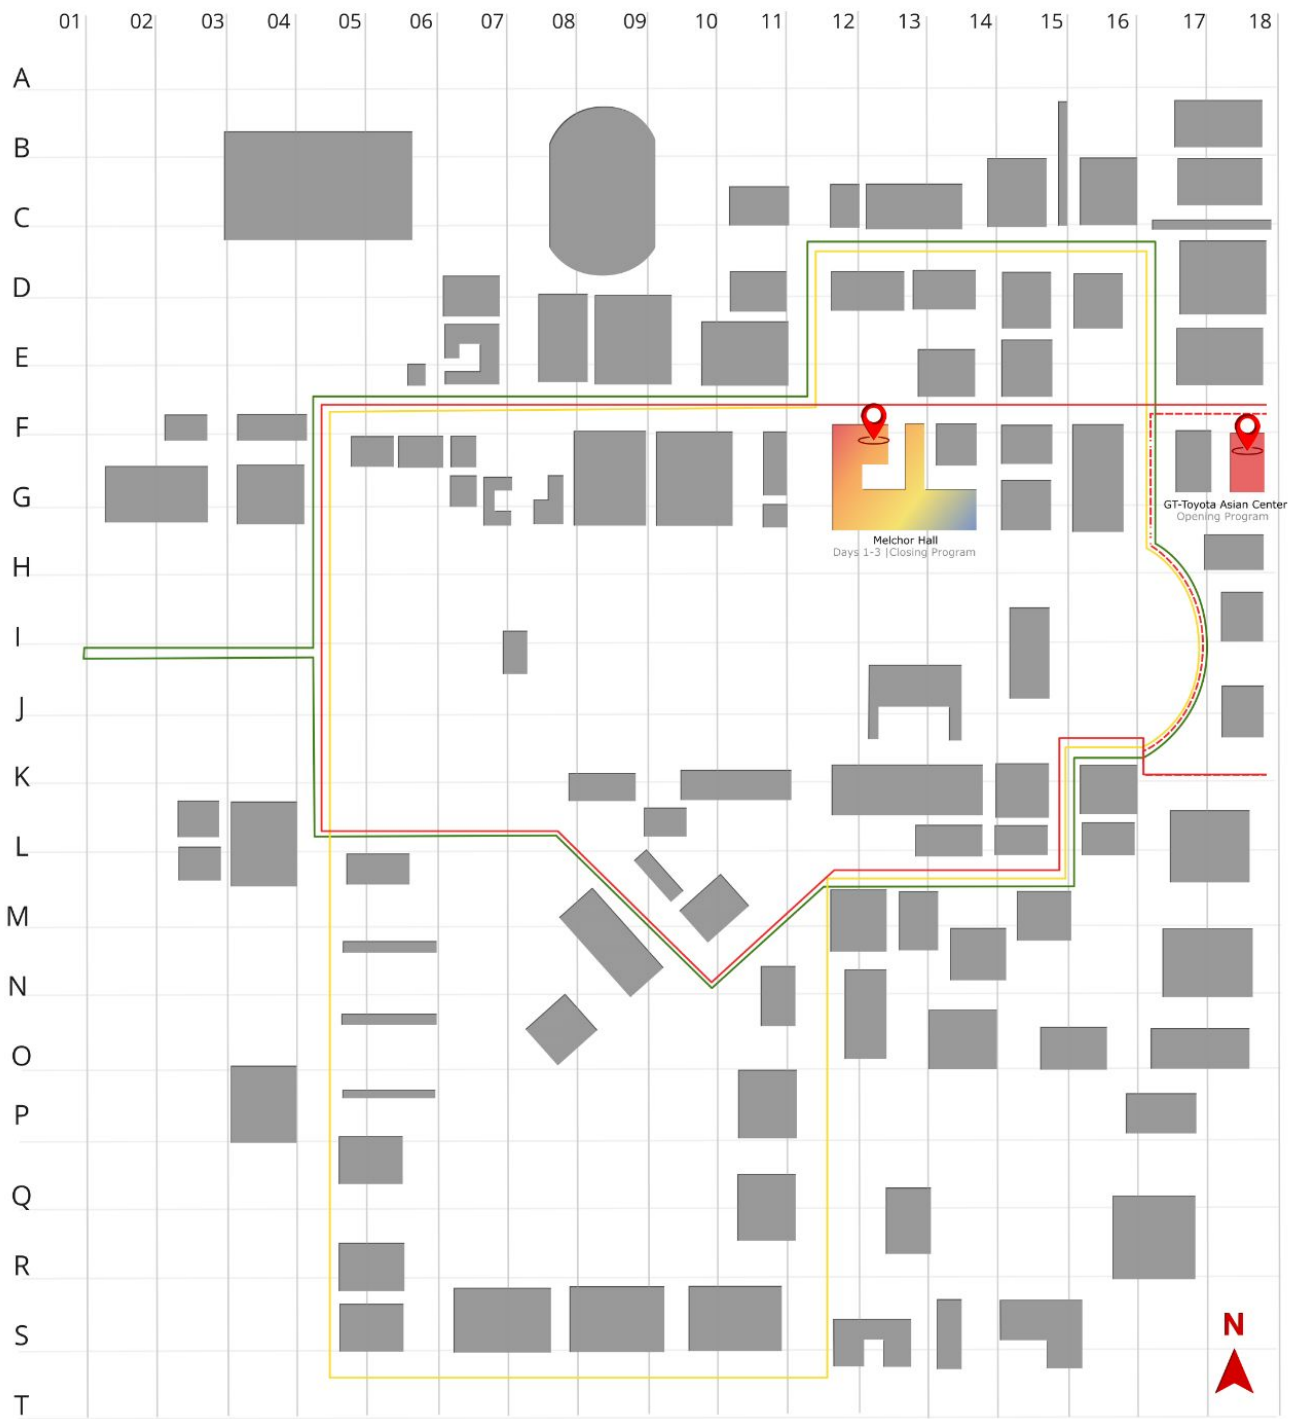 01 02 03 04 05 06 07 08 09 10 11 12 13 14 15 16 17 18
A
B
C
D
E
F
G
GT-Toyota Asian Center
Opening Program
Melchor Hall
Days 1-3 |Closing Program
H
I
J
K
L
M
N
O
P
Q
R
N
S
T